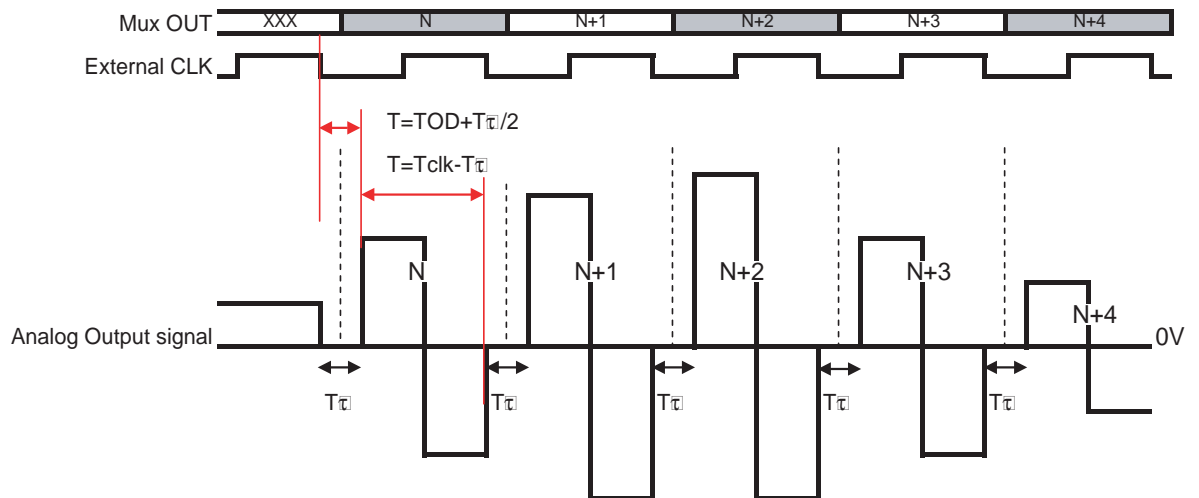 Mux OUT XXX N N+1 N+2 N+3 N+4
External CLK
T=TOD+Tτ/2
T=Tclk-Tτ
N N+1 N+2 N+3
N+4
Analog Output signal 0V
Tτ Tτ Tτ Tτ Tτ